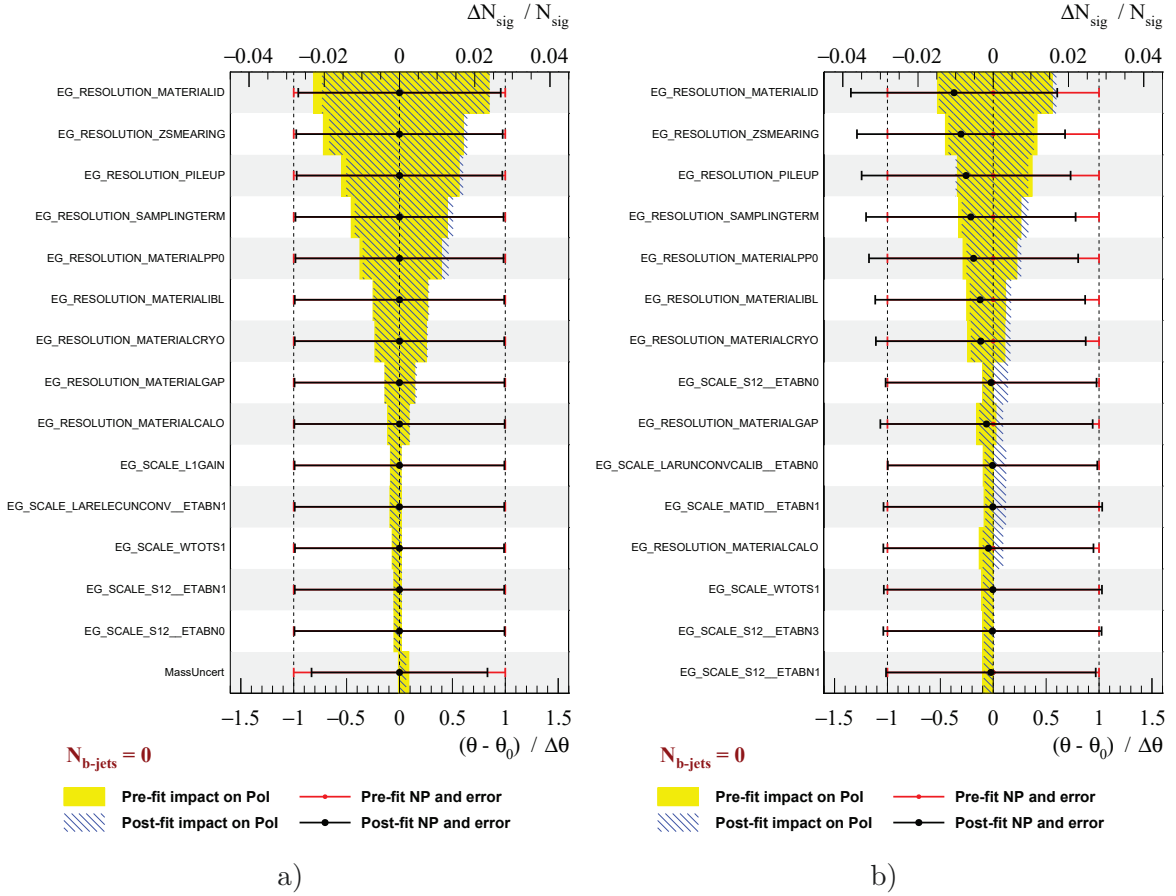 ΔN_sig / N_sig
−0.04 −0.02 0 0.02 0.04
EG_RESOLUTION_MATERIALID
EG_RESOLUTION_ZSMEARING
EG_RESOLUTION_PILEUP
EG_RESOLUTION_SAMPLINGTERM
EG_RESOLUTION_MATERIALPP0
EG_RESOLUTION_MATERIALIBL
EG_RESOLUTION_MATERIALCRYO
EG_RESOLUTION_MATERIALGAP
EG_RESOLUTION_MATERIALCALO
EG_SCALE_L1GAIN
EG_SCALE_LARELECUNCONV__ETABN1
EG_SCALE_WTOTS1
EG_SCALE_S12__ETABN1
EG_SCALE_S12__ETABN0
MassUncert
−1.5 −1 −0.5 0 0.5 1 1.5
(θ - θ_0) / Δθ
N_b-jets = 0
Pre-fit impact on PoI Pre-fit NP and error
Post-fit impact on PoI Post-fit NP and error
a)
ΔN_sig / N_sig
−0.04 −0.02 0 0.02 0.04
EG_RESOLUTION_MATERIALID
EG_RESOLUTION_ZSMEARING
EG_RESOLUTION_PILEUP
EG_RESOLUTION_SAMPLINGTERM
EG_RESOLUTION_MATERIALPP0
EG_RESOLUTION_MATERIALIBL
EG_RESOLUTION_MATERIALCRYO
EG_SCALE_S12__ETABN0
EG_RESOLUTION_MATERIALGAP
EG_SCALE_LARUNCONVCALIB__ETABN0
EG_SCALE_MATID__ETABN1
EG_RESOLUTION_MATERIALCALO
EG_SCALE_WTOTS1
EG_SCALE_S12__ETABN3
EG_SCALE_S12__ETABN1
−1.5 −1 −0.5 0 0.5 1 1.5
(θ - θ_0) / Δθ
N_b-jets = 0
Pre-fit impact on PoI Pre-fit NP and error
Post-fit impact on PoI Post-fit NP and error
b)